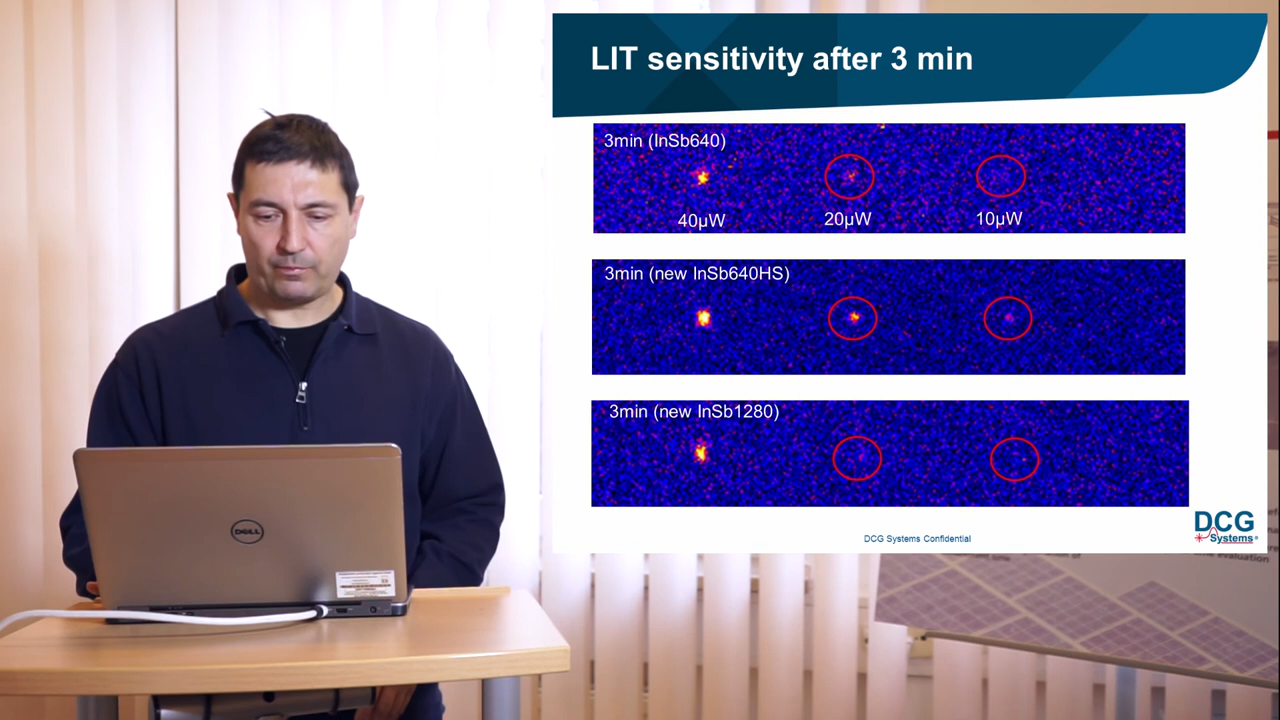 LIT sensitivity after 3 min
3min (InSb640)
40µW
20µW
10µW
3min (new InSb640HS)
3min (new InSb1280)
DCG
Systems
DCG Systems Confidential
DELL
evaluation